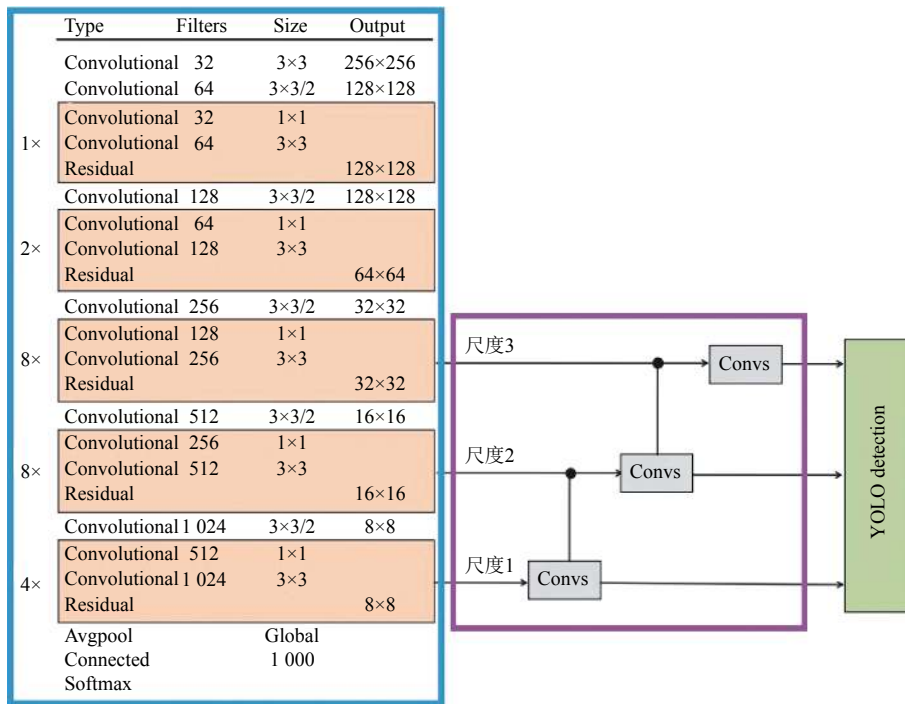 Type Filters Size Output
Convolutional 32 3×3 256×256
Convolutional 64 3×3/2 128×128
1×
Convolutional 32 1×1
Convolutional 64 3×3
Residual 128×128
Convolutional 128 3×3/2 128×128
2×
Convolutional 64 1×1
Convolutional 128 3×3
Residual 64×64
Convolutional 256 3×3/2 32×32
8×
Convolutional 128 1×1
Convolutional 256 3×3
Residual 32×32
Convolutional 512 3×3/2 16×16
8×
Convolutional 256 1×1
Convolutional 512 3×3
Residual 16×16
Convolutional 1 024 3×3/2 8×8
4×
Convolutional 512 1×1
Convolutional 1 024 3×3
Residual 8×8
Avgpool Global
Connected 1 000
Softmax
尺度3
Convs
尺度2
Convs
尺度1
Convs
YOLO detection